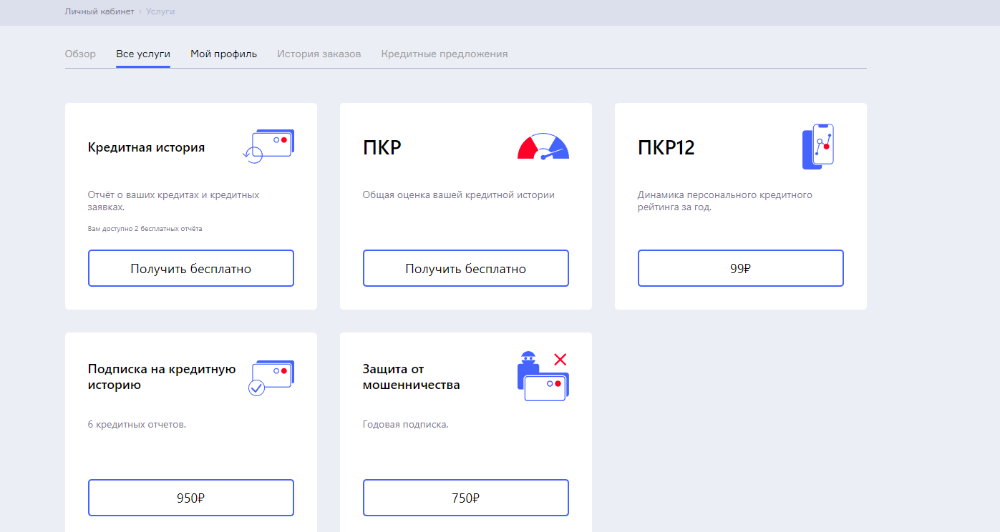 Личный кабинет › Услуги
Обзор Все услуги Мой профиль История заказов Кредитные предложения
Кредитная история
Отчёт о ваших кредитах и кредитных
заявках.
Вам доступно 2 бесплатных отчёта
Получить бесплатно
ПКР
Общая оценка вашей кредитной истории
Получить бесплатно
ПКР12
Динамика персонального кредитного
рейтинга за год.
99₽
Подписка на кредитную
историю
6 кредитных отчетов.
950₽
Защита от
мошенничества
Годовая подписка.
750₽